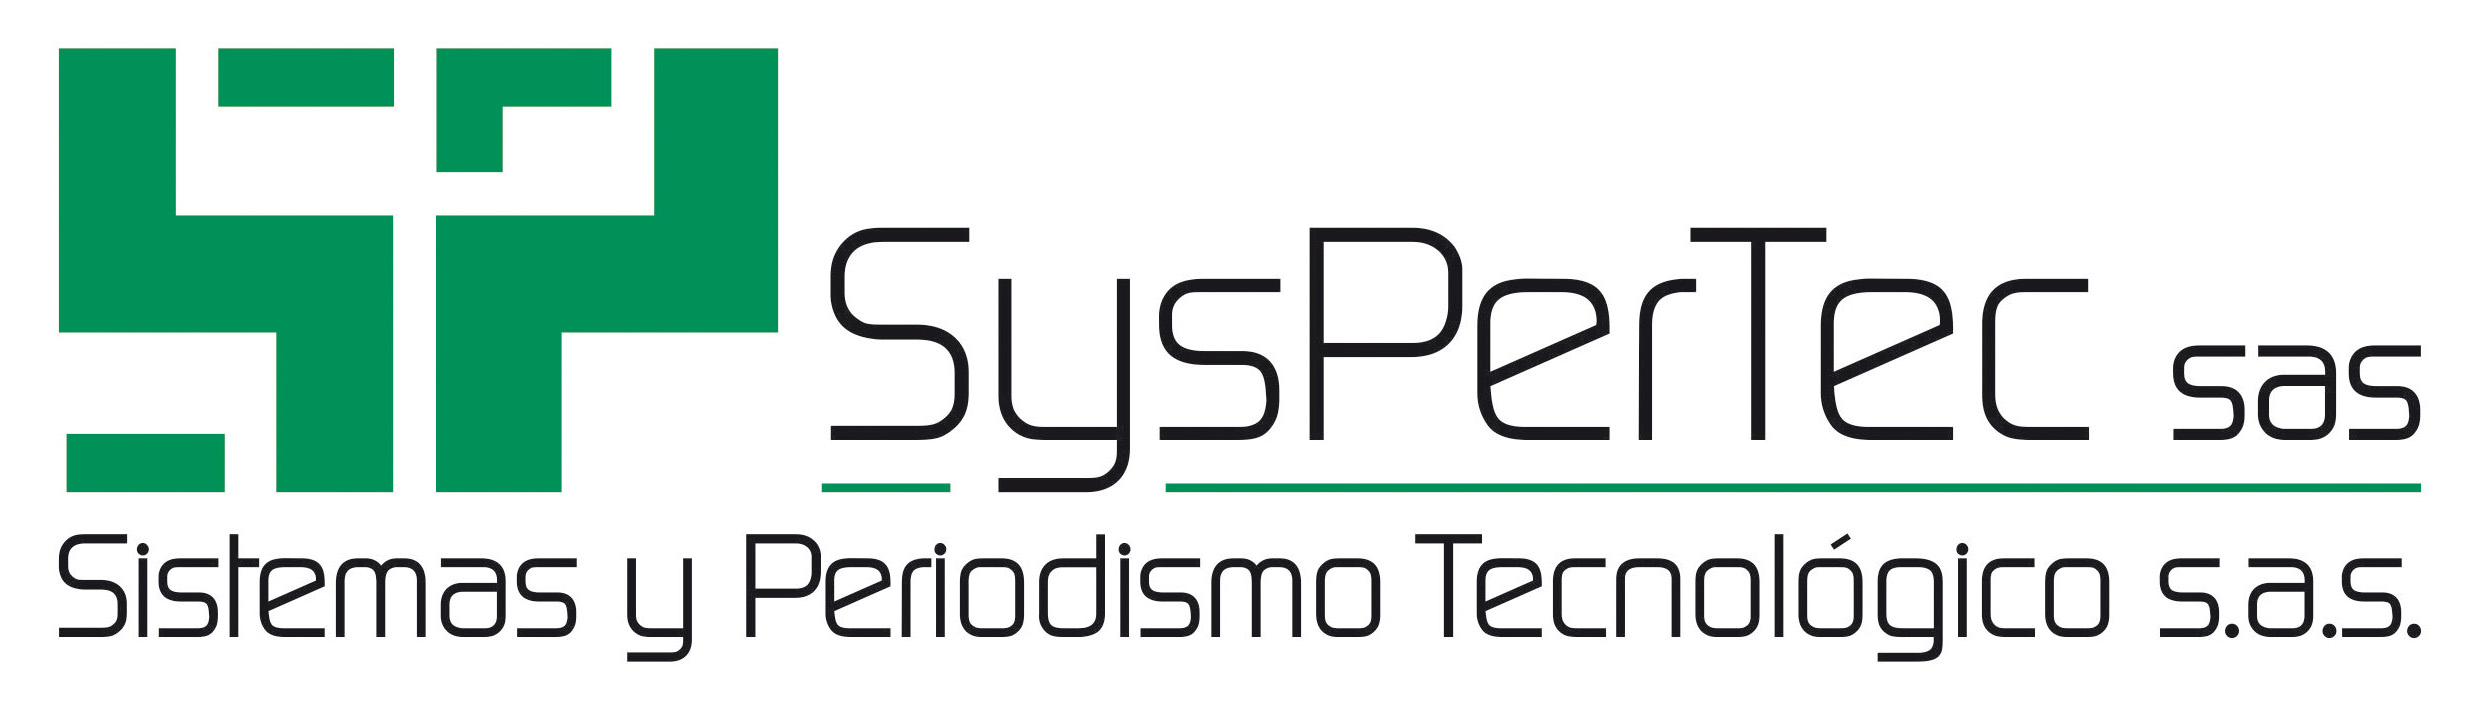 SysPerTec sas
Sistemas y Periodismo Tecnológico s.a.s.